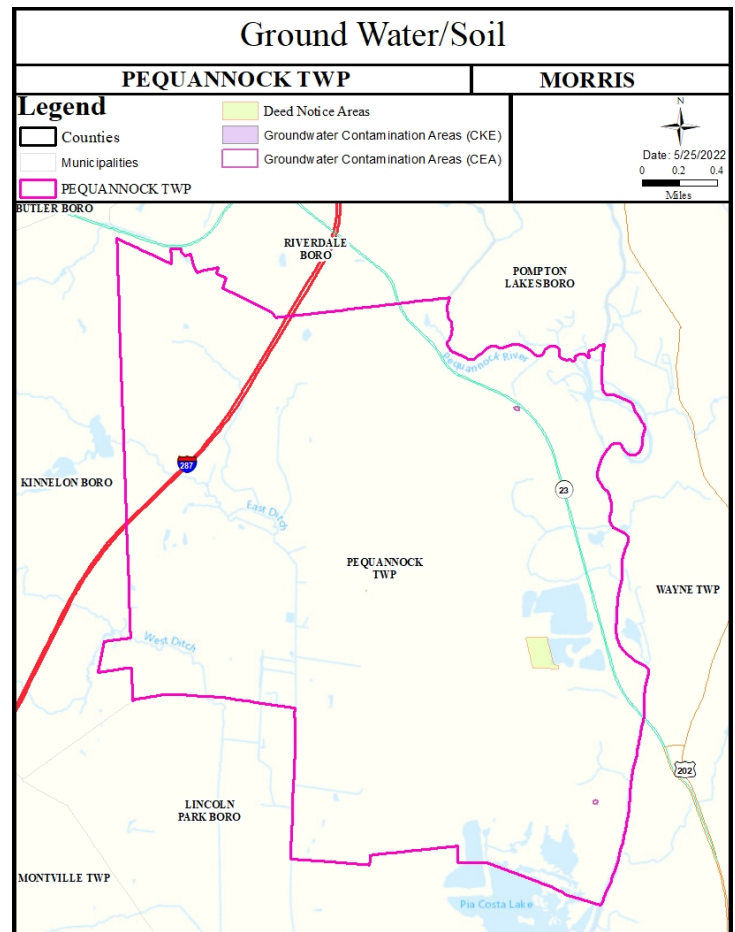 Ground Water/Soil
PEQUANNOCK TWP
MORRIS
Legend
Counties
Municipalities
PEQUANNOCK TWP
Deed Notice Areas
Groundwater Contamination Areas (CKE)
Groundwater Contamination Areas (CEA)
N
Date: 5/25/2022
0 0.2 0.4
Miles
BUTLER BORO
RIVERDALE
BORO
POMPTON
LAKES BORO
Pequannock River
287
KINNELON BORO
23
East Ditch
PEQUANNOCK
TWP
WAYNE TWP
West Ditch
202
LINCOLN
PARK BORO
MONTVILLE TWP
Pia Costa Lake